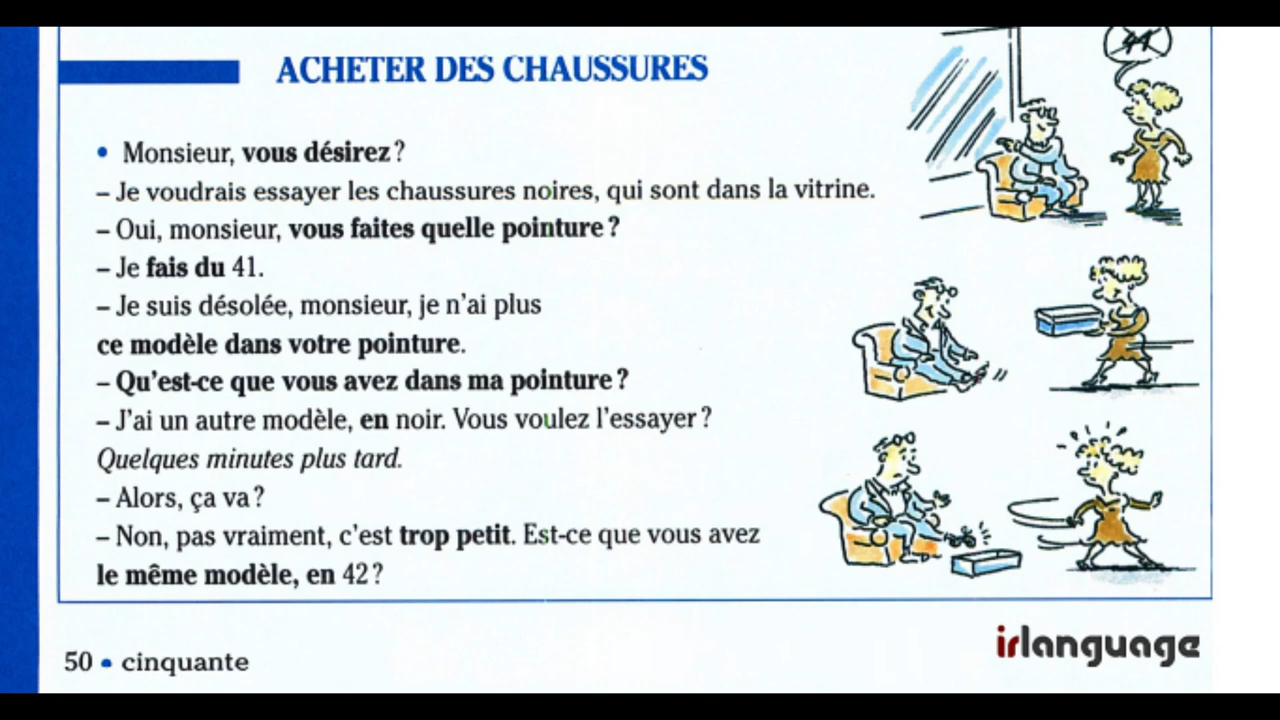 41
ACHETER DES CHAUSSURES
• Monsieur, vous désirez ?
– Je voudrais essayer les chaussures noires, qui sont dans la vitrine.
– Oui, monsieur, vous faites quelle pointure ?
– Je fais du 41.
– Je suis désolée, monsieur, je n'ai plus
ce modèle dans votre pointure.
– Qu'est-ce que vous avez dans ma pointure ?
– J'ai un autre modèle, en noir. Vous voulez l'essayer ?
Quelques minutes plus tard.
– Alors, ça va ?
– Non, pas vraiment, c'est trop petit. Est-ce que vous avez
le même modèle, en 42 ?
50 • cinquante
irlanguage